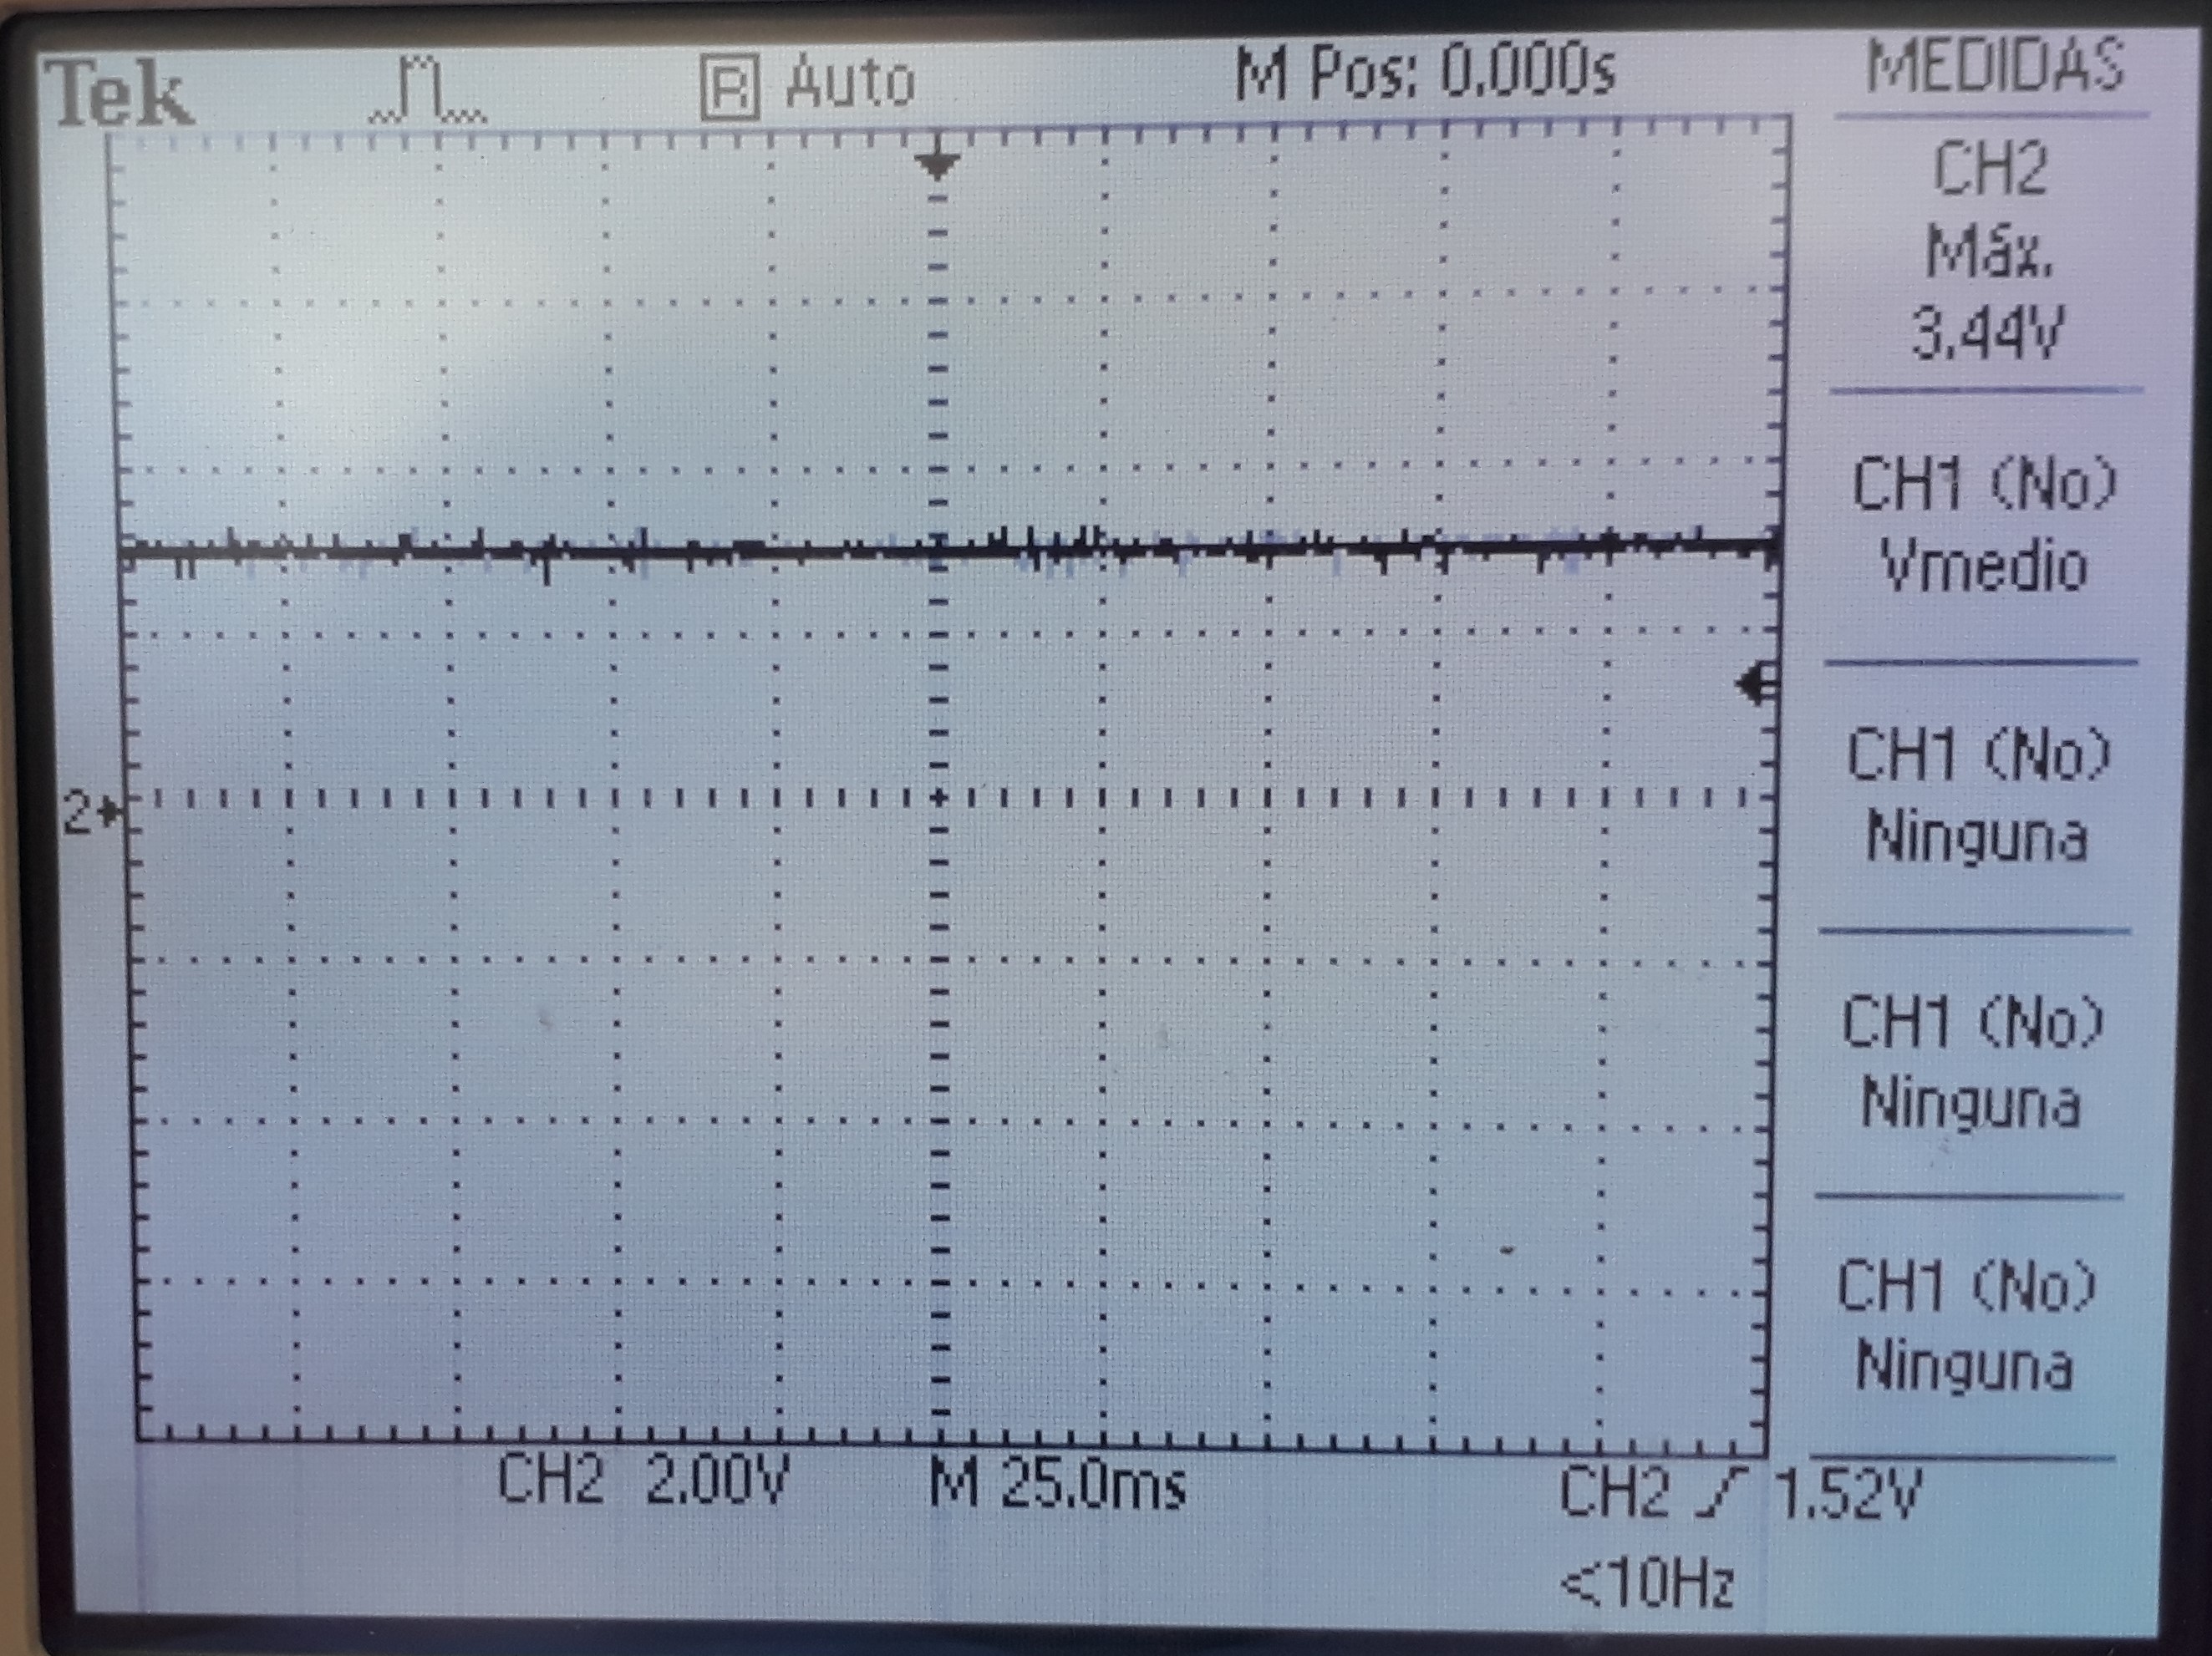 Tek R Auto M Pos: 0.000s MEDIDAS
CH2
Máx.
3.44V
CH1 (No)
Vmedio
CH1 (No)
Ninguna
CH1 (No)
Ninguna
CH1 (No)
Ninguna
2
CH2 2.00V M 25.0ms CH2 1.52V
<10Hz